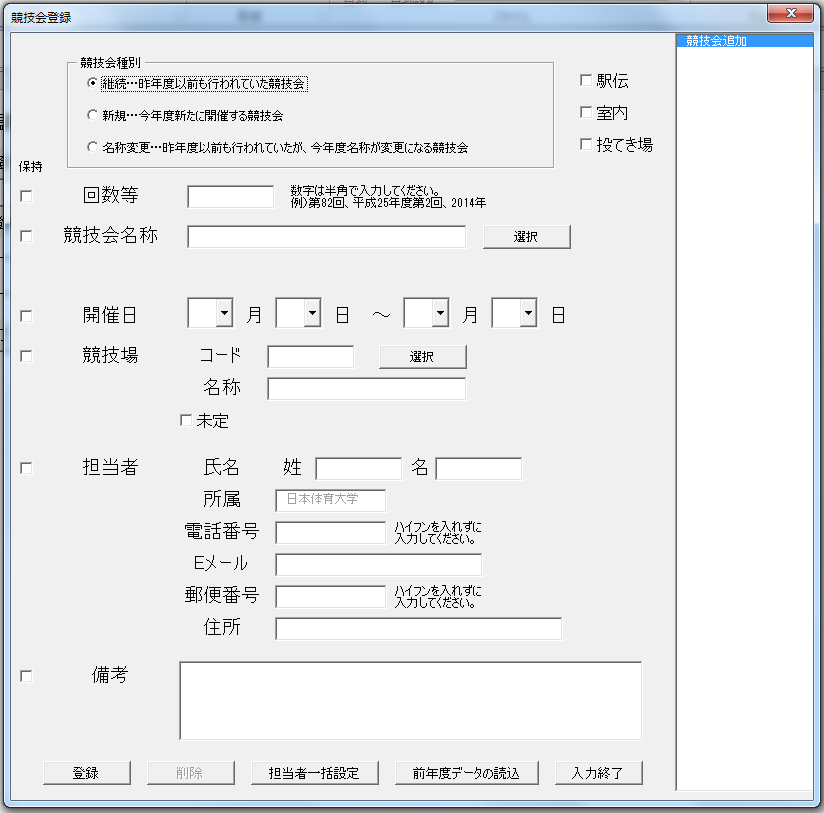 競技会登録
競技会追加
競技会種別
継続…昨年度以前も行われていた競技会
新規…今年度新たに開催する競技会
名称変更…昨年度以前も行われていたが、今年度名称が変更になる競技会
駅伝
室内
投てき場
保持
回数等
数字は半角で入力してください。
例)第82回、平成25年度第2回、2014年
競技会名称
選択
開催日 月 日 ～ 月 日
競技場 コード 選択
名称
未定
担当者 氏名 姓 名
所属 日本体育大学
電話番号 ハイフンを入れずに
入力してください。
Eメール
郵便番号 ハイフンを入れずに
入力してください。
住所
備考
登録 削除 担当者一括設定 前年度データの読込 入力終了